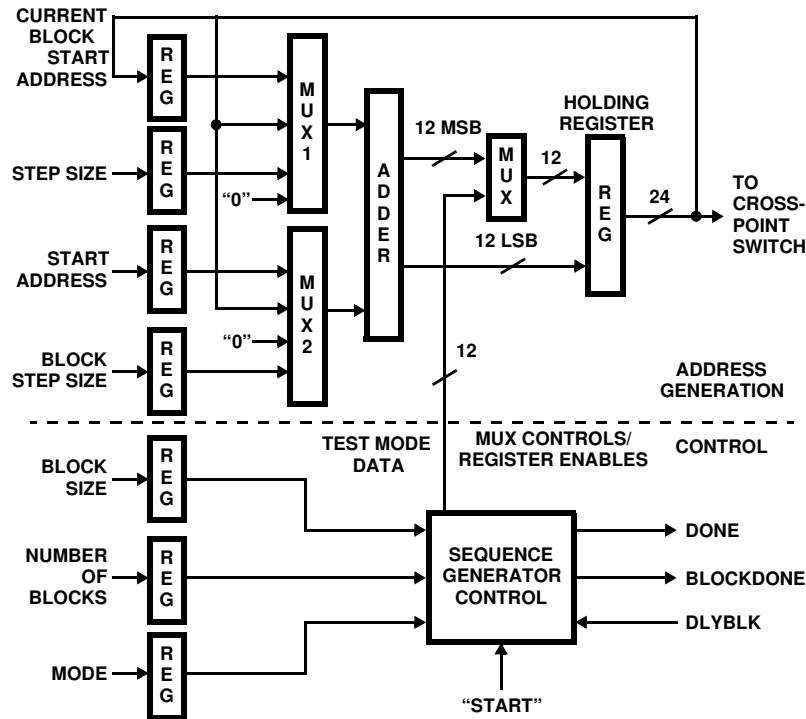 CURRENT
BLOCK
START
ADDRESS
REG
MUX1
STEP SIZE
REG
“0”
START
ADDRESS
REG
MUX2
“0”
BLOCK
STEP SIZE
REG
ADDER
12 MSB
12 LSB
MUX
12
HOLDING
REGISTER
REG
24
TO
CROSS-
POINT
SWITCH
12
ADDRESS
GENERATION
TEST MODE
DATA
MUX CONTROLS/
REGISTER ENABLES
CONTROL
BLOCK
SIZE
REG
NUMBER
OF
BLOCKS
REG
MODE
REG
SEQUENCE
GENERATOR
CONTROL
DONE
BLOCKDONE
DLYBLK
“START”